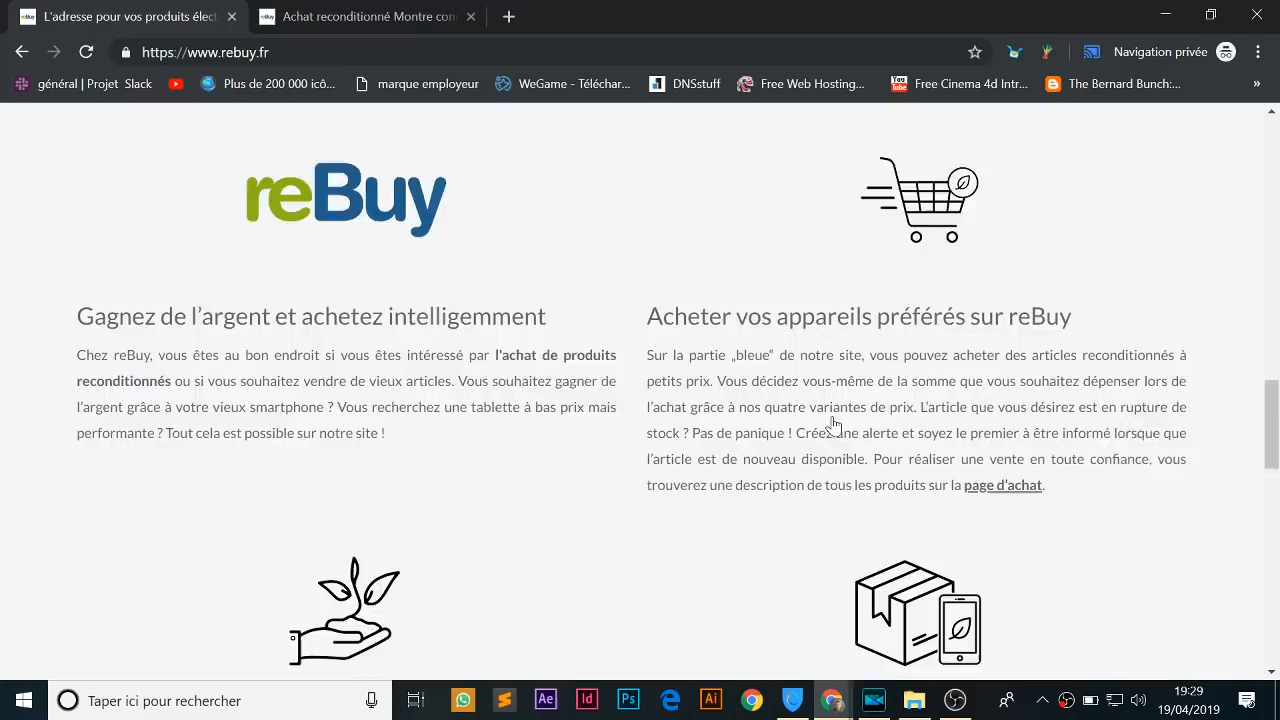 L'adresse pour vos produits élect
Achat reconditionné Montre con
https://www.rebuy.fr
Navigation privée
général | Projet Slack
Plus de 200 000 icô...
marque employeur
WeGame - Téléchar...
DNSstuff
Free Web Hosting...
Free Cinema 4d Intr...
The Bernard Bunch:...
»
reBuy
Gagnez de l’argent et achetez intelligemment
Chez reBuy, vous êtes au bon endroit si vous êtes intéressé par l'achat de produits
reconditionnés ou si vous souhaitez vendre de vieux articles. Vous souhaitez gagner de
l’argent grâce à votre vieux smartphone ? Vous recherchez une tablette à bas prix mais
performante ? Tout cela est possible sur notre site !
Acheter vos appareils préférés sur reBuy
Sur la partie „bleue“ de notre site, vous pouvez acheter des articles reconditionnés à
petits prix. Vous décidez vous-même de la somme que vous souhaitez dépenser lors de
l’achat grâce à nos quatre variantes de prix. L’article que vous désirez est en rupture de
stock ? Pas de panique ! Créez une alerte et soyez le premier à être informé lorsque que
l’article est de nouveau disponible. Pour réaliser une vente en toute confiance, vous
trouverez une description de tous les produits sur la page d’achat.
Taper ici pour rechercher
Ae
Id
Ps
Ai
19:29
19/04/2019